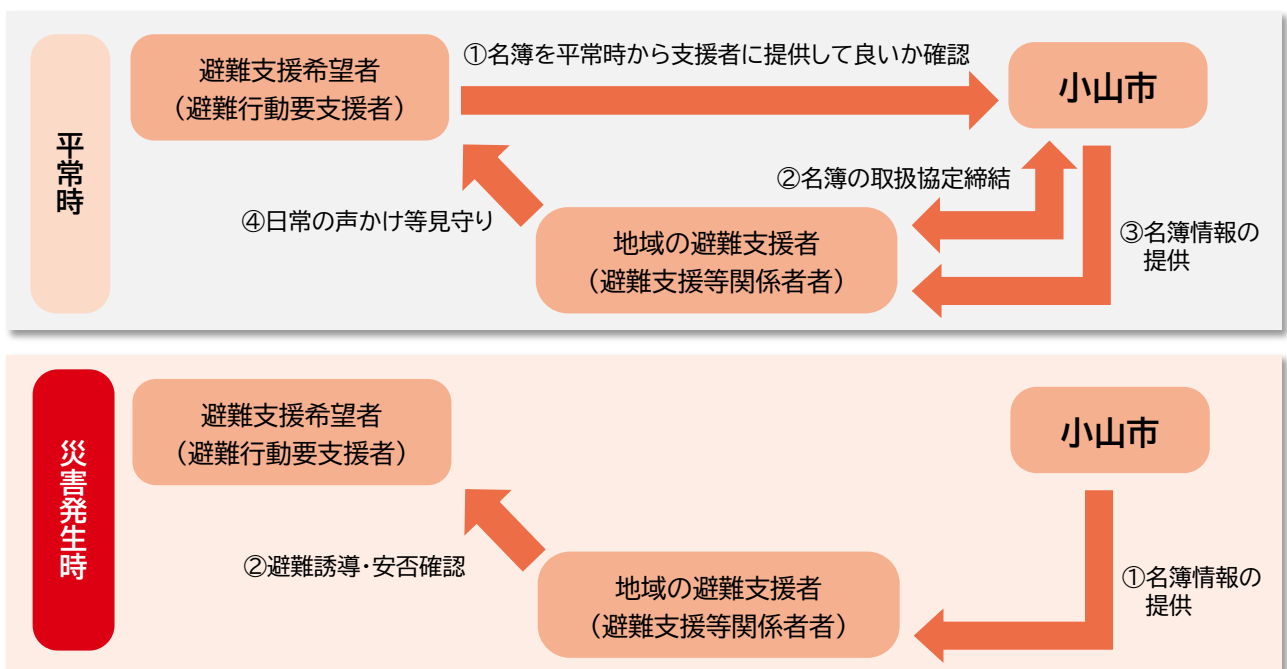 平常時
避難支援希望者
（避難行動要支援者）
①名簿を平常時から支援者に提供して良いか確認
小山市
②名簿の取扱協定締結
④日常の声かけ等見守り
地域の避難支援者
（避難支援等関係者者）
③名簿情報の
提供
災害発生時
避難支援希望者
（避難行動要支援者）
小山市
②避難誘導・安否確認
地域の避難支援者
（避難支援等関係者者）
①名簿情報の
提供